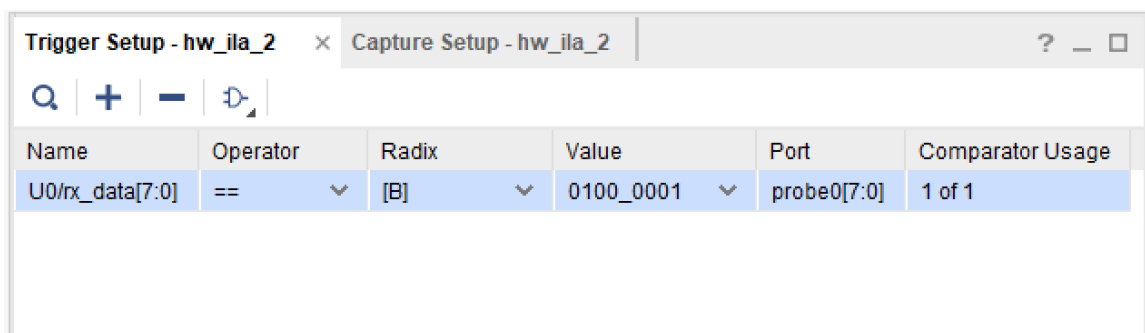 Trigger Setup - hw_ila_2 × Capture Setup - hw_ila_2 ? _ □
Name Operator Radix Value Port Comparator Usage
U0/rx_data[7:0] == [B] 0100_0001 probe0[7:0] 1 of 1